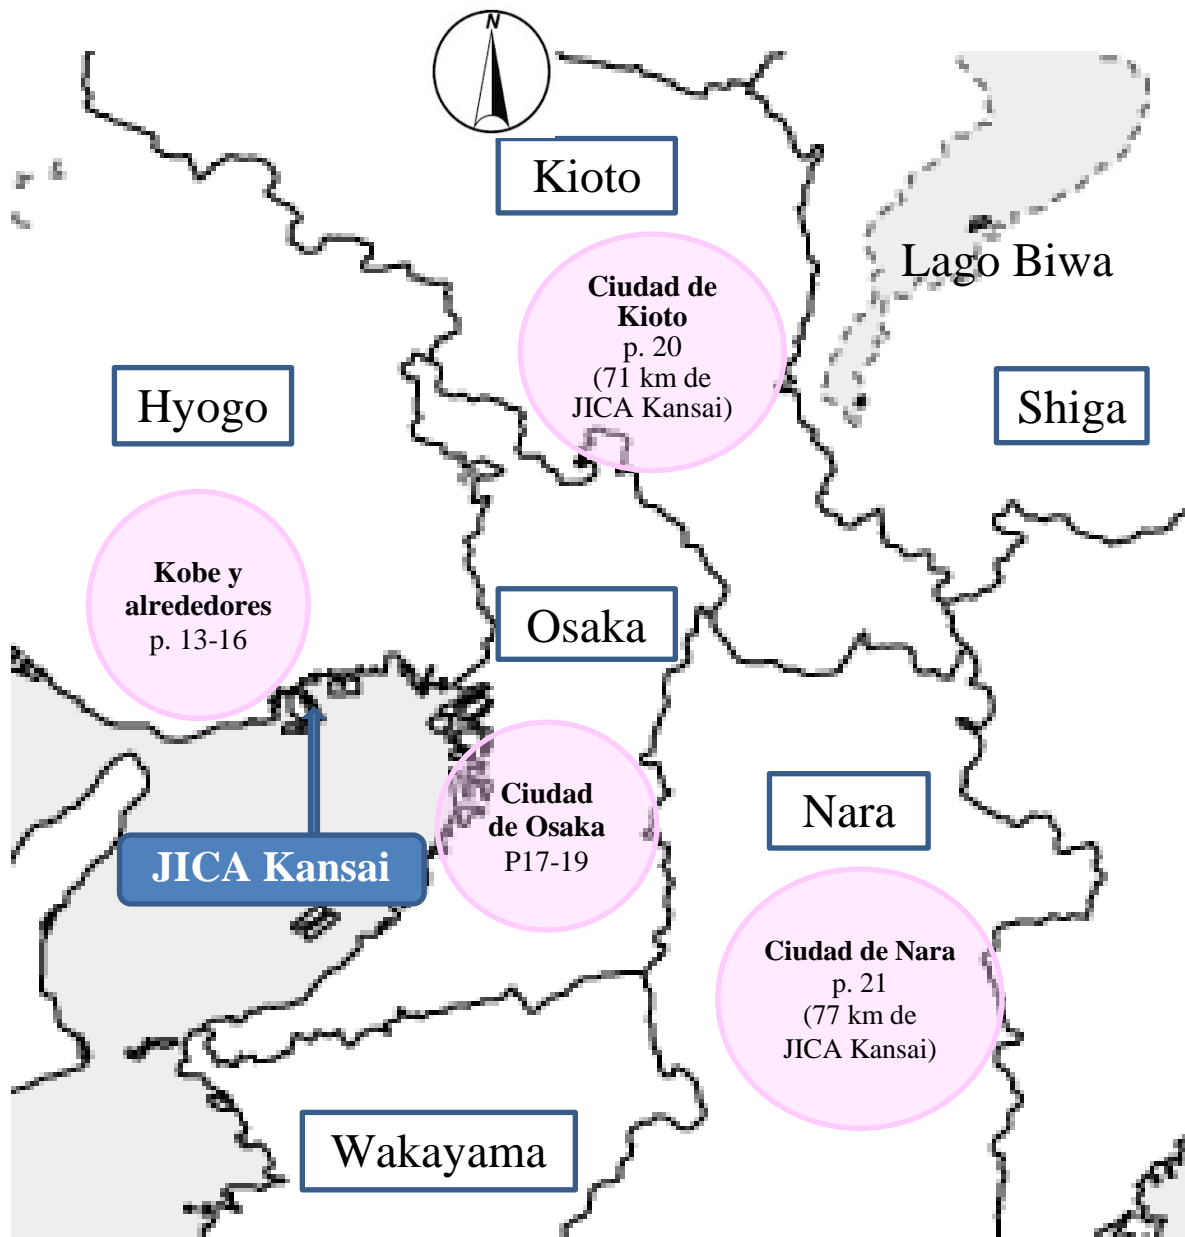 N
Kioto
Lago Biwa
Ciudad de
Kioto
p. 20
(71 km de
JICA Kansai)
Hyogo
Shiga
Kobe y
alrededores
p. 13-16
Osaka
JICA Kansai
Ciudad
de Osaka
P17-19
Nara
Ciudad de Nara
p. 21
(77 km de
JICA Kansai)
Wakayama